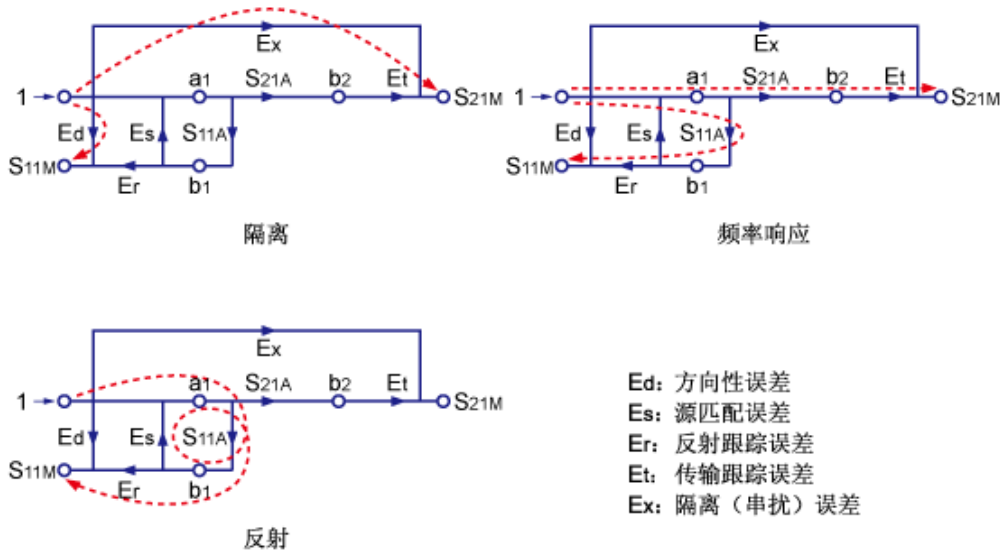 Ex
a1 S21A b2 Et
1 S21M
Ed Es S11A
S11M
Er b1
隔离
Ex
a1 S21A b2 Et
1 S21M
Ed Es S11A
S11M
Er b1
频率响应
Ex
a1 S21A b2 Et
1 S21M
Ed Es S11A
S11M
Er b1
反射
Ed: 方向性误差
Es: 源匹配误差
Er: 反射跟踪误差
Et: 传输跟踪误差
Ex: 隔离（串扰）误差